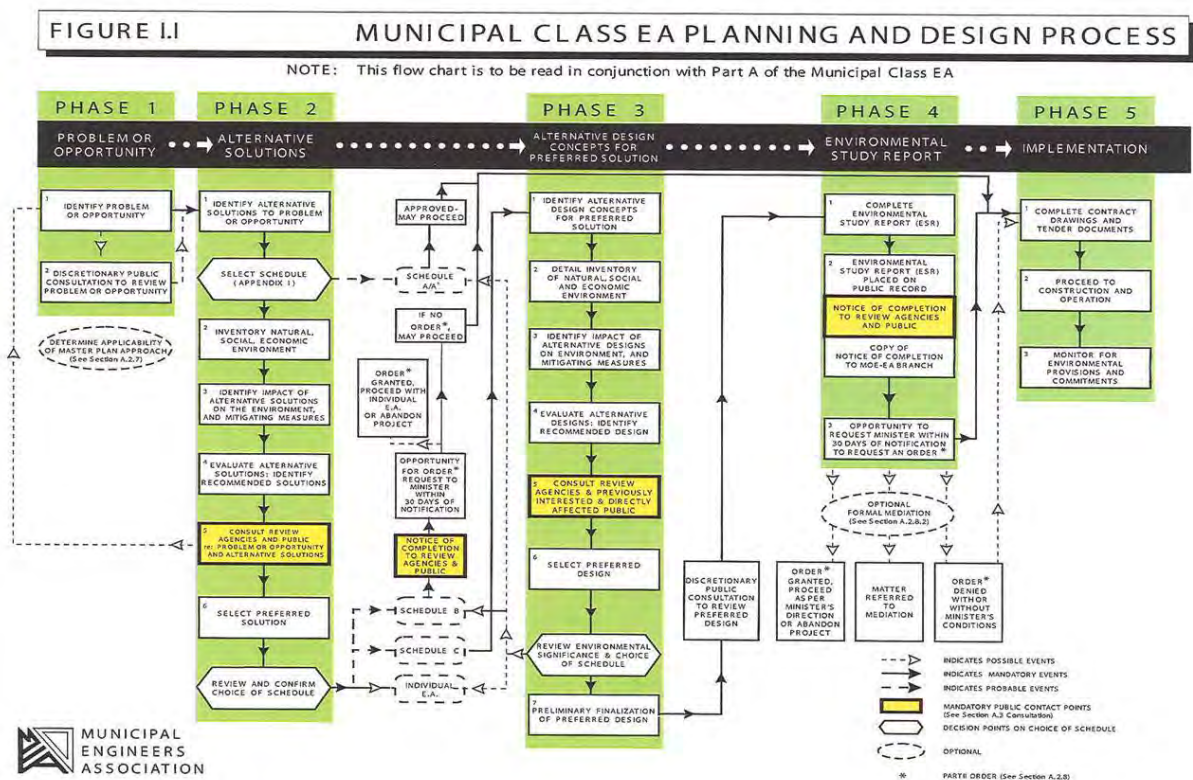 FIGURE I.I
MUNICIPAL CLASS EA PLANNING AND DESIGN PROCESS
NOTE: This flow chart is to be read in conjunction with Part A of the Municipal Class EA
PHASE 1
PROBLEM OR
OPPORTUNITY
1 IDENTIFY PROBLEM
OR OPPORTUNITY
2 DISCRETIONARY PUBLIC
CONSULTATION TO REVIEW
PROBLEM OR OPPORTUNITY
DETERMINE APPLICABILITY
OF MASTER PLAN APPROACH
(See Section A.2.7)
PHASE 2
ALTERNATIVE
SOLUTIONS
1 IDENTIFY ALTERNATIVE
SOLUTIONS TO PROBLEM
OR OPPORTUNITY
SELECT SCHEDULE
(APPENDIX I)
2 INVENTORY NATURAL,
SOCIAL, ECONOMIC
ENVIRONMENT
3 IDENTIFY IMPACT OF
ALTERNATIVE SOLUTIONS
ON THE ENVIRONMENT,
AND MITIGATING MEASURES
4 EVALUATE ALTERNATIVE
SOLUTIONS: IDENTIFY
RECOMMENDED SOLUTIONS
5 CONSULT REVIEW
AGENCIES AND PUBLIC
re: PROBLEM OR OPPORTUNITY
AND ALTERNATIVE SOLUTIONS
6 SELECT PREFERRED
SOLUTION
REVIEW AND CONFIRM
CHOICE OF SCHEDULE
APPROVED-
MAY PROCEED
SCHEDULE
A/A+
IF NO
ORDER*,
MAY PROCEED
ORDER*
GRANTED,
PROCEED WITH
INDIVIDUAL
E.A.
OR ABANDON
PROJECT
OPPORTUNITY
FOR ORDER*
REQUEST TO
MINISTER
WITHIN
30 DAYS OF
NOTIFICATION
NOTICE OF
COMPLETION
TO REVIEW
AGENCIES &
PUBLIC
SCHEDULE B
SCHEDULE C
INDIVIDUAL
E.A.
PHASE 3
ALTERNATIVE DESIGN
CONCEPTS FOR
PREFERRED SOLUTION
1 IDENTIFY ALTERNATIVE
DESIGN CONCEPTS
FOR PREFERRED
SOLUTION
2 DETAIL INVENTORY
OF NATURAL, SOCIAL
AND ECONOMIC
ENVIRONMENT
3 IDENTIFY IMPACT OF
ALTERNATIVE DESIGNS
ON ENVIRONMENT, AND
MITIGATING MEASURES
4 EVALUATE ALTERNATIVE
DESIGNS: IDENTIFY
RECOMMENDED DESIGN
5 CONSULT REVIEW
AGENCIES & PREVIOUSLY
INTERESTED & DIRECTLY
AFFECTED PUBLIC
6 SELECT PREFERRED
DESIGN
REVIEW ENVIRONMENTAL
SIGNIFICANCE & CHOICE
OF SCHEDULE
7 PRELIMINARY FINALIZATION
OF PREFERRED DESIGN
DISCRETIONARY
PUBLIC
CONSULTATION
TO REVIEW
PREFERRED
DESIGN
PHASE 4
ENVIRONMENTAL
STUDY REPORT
1 COMPLETE
ENVIRONMENTAL
STUDY REPORT (ESR)
2 ENVIRONMENTAL
STUDY REPORT (ESR)
PLACED ON
PUBLIC RECORD
NOTICE OF COMPLETION
TO REVIEW AGENCIES
AND PUBLIC
COPY OF
NOTICE OF COMPLETION
TO MOE-EA BRANCH
3 OPPORTUNITY TO
REQUEST MINISTER WITHIN
30 DAYS OF NOTIFICATION
TO REQUEST AN ORDER*
OPTIONAL
FORMAL MEDIATION
(See Section A.2.8.2)
ORDER*
GRANTED,
PROCEED
AS PER
MINISTER'S
DIRECTION
OR ABANDON
PROJECT
MATTER
REFERRED
TO
MEDIATION
ORDER*
DENIED
WITH OR
WITHOUT
MINISTER'S
CONDITIONS
PHASE 5
IMPLEMENTATION
1 COMPLETE CONTRACT
DRAWINGS AND
TENDER DOCUMENTS
2 PROCEED TO
CONSTRUCTION AND
OPERATION
3 MONITOR FOR
ENVIRONMENTAL
PROVISIONS AND
COMMITMENTS
INDICATES POSSIBLE EVENTS
INDICATES MANDATORY EVENTS
INDICATES PROBABLE EVENTS
MANDATORY PUBLIC CONTACT POINTS
(See Section A.3 Consultation)
DECISION POINTS ON CHOICE OF SCHEDULE
OPTIONAL
* PART II ORDER (See Section A.2.8)
MUNICIPAL
ENGINEERS
ASSOCIATION